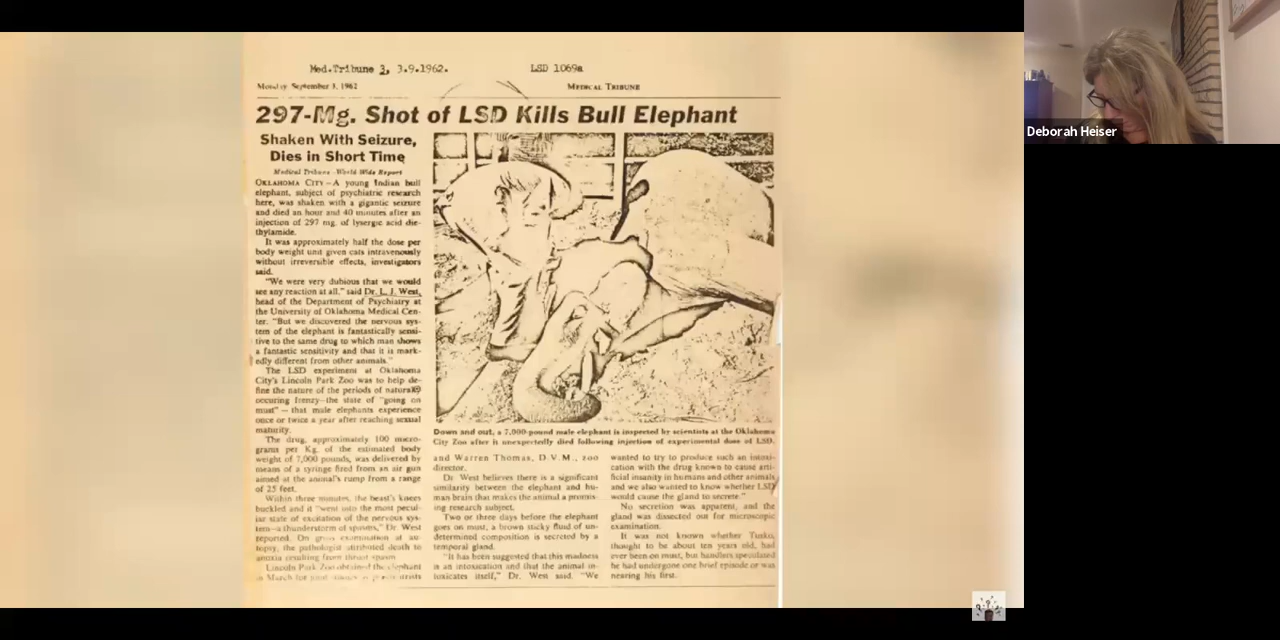 Med.Tribune 3, 3.9.1962.
LSD 1069a
Monday September 3, 1962
MEDICAL TRIBUNE
297-Mg. Shot of LSD Kills Bull Elephant
Shaken With Seizure,
Dies in Short Time
Medical Tribune - World Wide Report
OKLAHOMA CITY—A young Indian bull
elephant, subject of psychiatric research
here, was shaken with a gigantic seizure
and died an hour and 40 minutes after an
injection of 297 mg. of lysergic acid die-
thylamide.
It was approximately half the dose per
body weight unit given cats intravenously
without irreversible effects, investigators
said.
"We were very dubious that we would
see any reaction at all," said Dr. L. J. West,
head of the Department of Psychiatry at
the University of Oklahoma Medical Cen-
ter. "But we discovered the nervous sys-
tem of the elephant is fantastically sensi-
tive to the same drug to which man shows
a fantastic sensitivity and that it is mark-
edly different from other animals."
The LSD experiment at Oklahoma
City's Lincoln Park Zoo was to help de-
fine the nature of the periods of natural
occuring frenzy—the state of "going on
must" — that male elephants experience
once or twice a year after reaching sexual
maturity.
The drug, approximately 100 micro-
grams per Kg. of the estimated body
weight of 7,000 pounds, was delivered by
means of a syringe fired from an air gun
aimed at the animal's rump from a range
of 25 feet.
Within three minutes, the beast's knees
buckled and it "went into the most pecul-
iar state of excitation of the nervous sys-
tem—a thunderstorm of spasms," Dr. West
reported. On gross examination at au-
topsy, the pathologist attributed death to
anoxia resulting from throat spasm.
Lincoln Park Zoo obtained the elephant
in March for
Down and out, a 7,000-pound male elephant is inspected by scientists at the Oklahoma
City Zoo after it unexpectedly died following injection of experimental dose of LSD.
and Warren Thomas, D.V.M., zoo
director.
Dr. West believes there is a significant
similarity between the elephant and hu-
man brain that makes the animal a promis-
ing research subject.
Two or three days before the elephant
goes on must, a brown sticky fluid of un-
determined composition is secreted by a
temporal gland.
"It has been suggested that this madness
is an intoxication and that the animal in-
toxicates itself," Dr. West said. "We
wanted to try to produce such an intoxi-
cation with the drug known to cause arti-
ficial insanity in humans and other animals
and we also wanted to know whether LSD
would cause the gland to secrete."
No secretion was apparent, and the
gland was dissected out for microscopic
examination.
It was not known whether Tusko,
thought to be about ten years old, had
ever been on must, but handlers speculated
he had undergone one brief episode or was
nearing his first.
Deborah Heiser